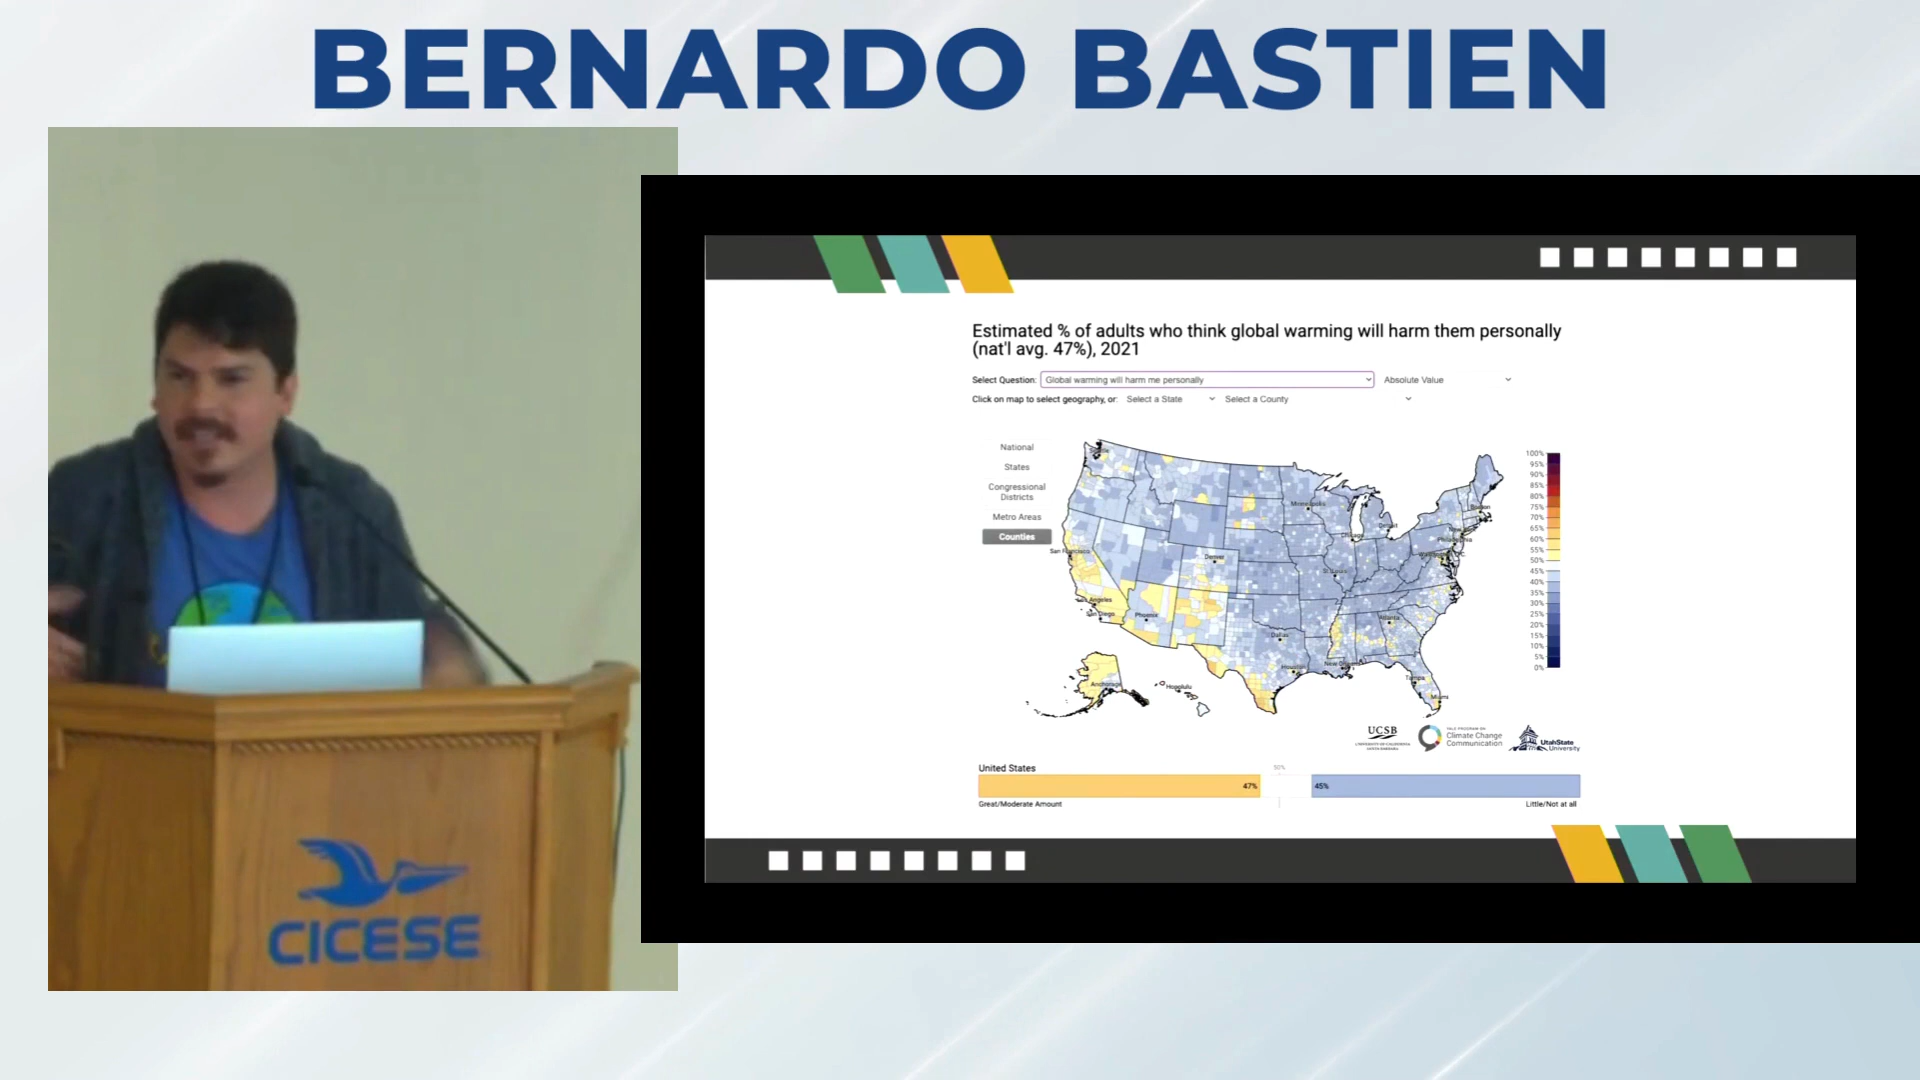 BERNARDO BASTIEN
CICESE
Estimated % of adults who think global warming will harm them personally
(nat'l avg. 47%), 2021
Select Question: Global warming will harm me personally
Absolute Value
Click on map to select geography, or: Select a State
Select a County
National
States
Congressional
Districts
Metro Areas
Counties
Seattle
Minneapolis
Boston
Detroit
New York
Chicago
Philadelphia
San Francisco
Denver
St Louis
Los Angeles
San Diego
Phoenix
Atlanta
Dallas
Houston
New Orleans
Tampa
Miami
Anchorage
Honolulu
100%
95%
90%
85%
80%
75%
70%
65%
60%
55%
50%
45%
40%
35%
30%
25%
20%
15%
10%
5%
0%
UCSB
UNIVERSITY OF CALIFORNIA
SANTA BARBARA
YALE PROGRAM ON
Climate Change
Communication
UtahState
University
United States
50%
47%
45%
Great/Moderate Amount
Little/Not at all